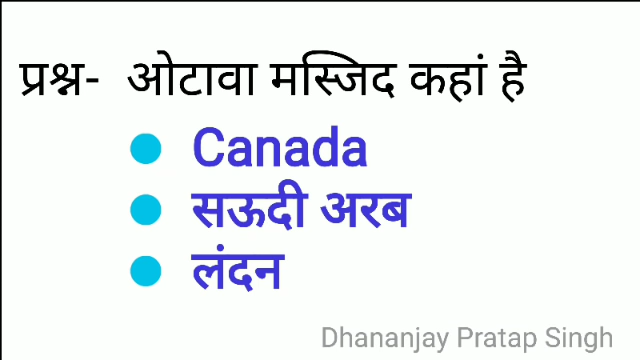 प्रश्न- ओटावा मस्जिद कहां है
Canada
सऊदी अरब
लंदन
Dhananjay Pratap Singh